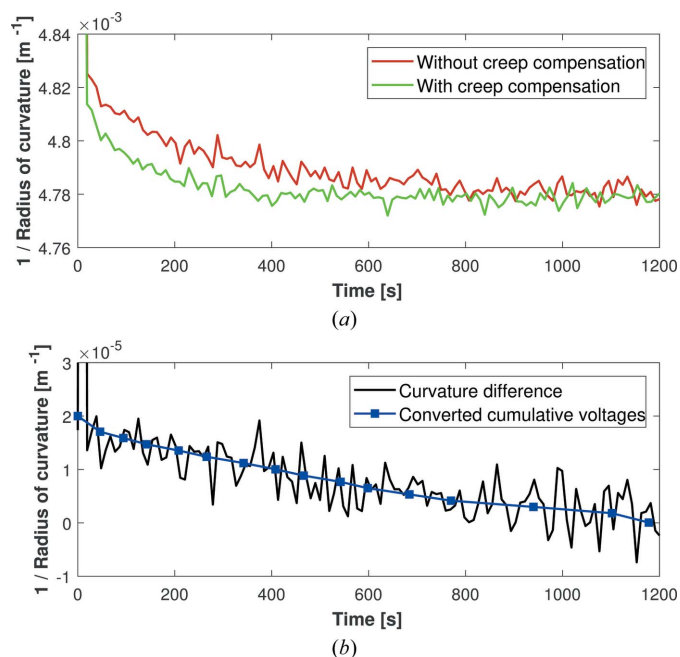 ×10⁻³
4.84
4.82
4.8
4.78
4.76
1 / Radius of curvature [m⁻¹]
Without creep compensation
With creep compensation
0 200 400 600 800 1000 1200
Time [s]
(a)
×10⁻⁵
3
2
1
0
-1
1 / Radius of curvature [m⁻¹]
Curvature difference
Converted cumulative voltages
0 200 400 600 800 1000 1200
Time [s]
(b)